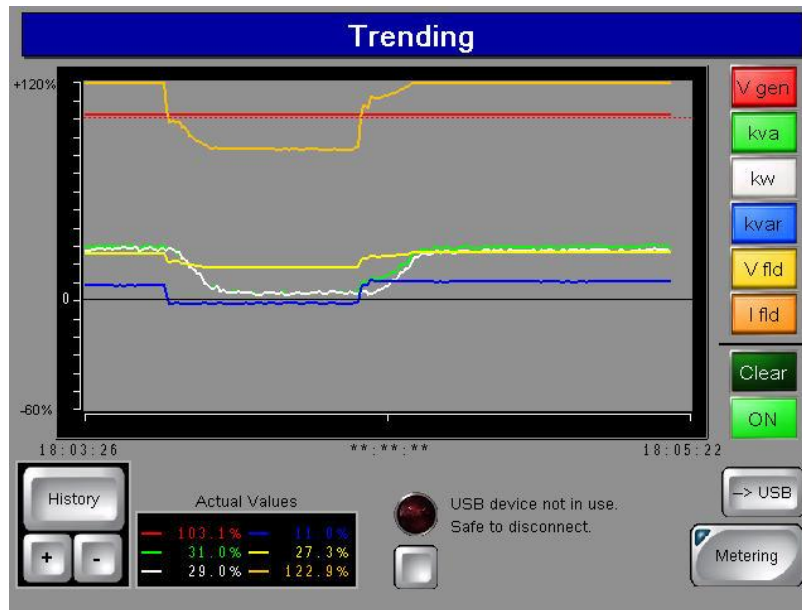 Trending
+120%
0
-60%
18:03:26
**:**:**
18:05:22
V gen
kva
kw
kvar
V fld
I fld
Clear
ON
History
+
-
Actual Values
103.1%
11.0%
31.0%
27.3%
29.0%
122.9%
USB device not in use.
Safe to disconnect.
--> USB
Metering